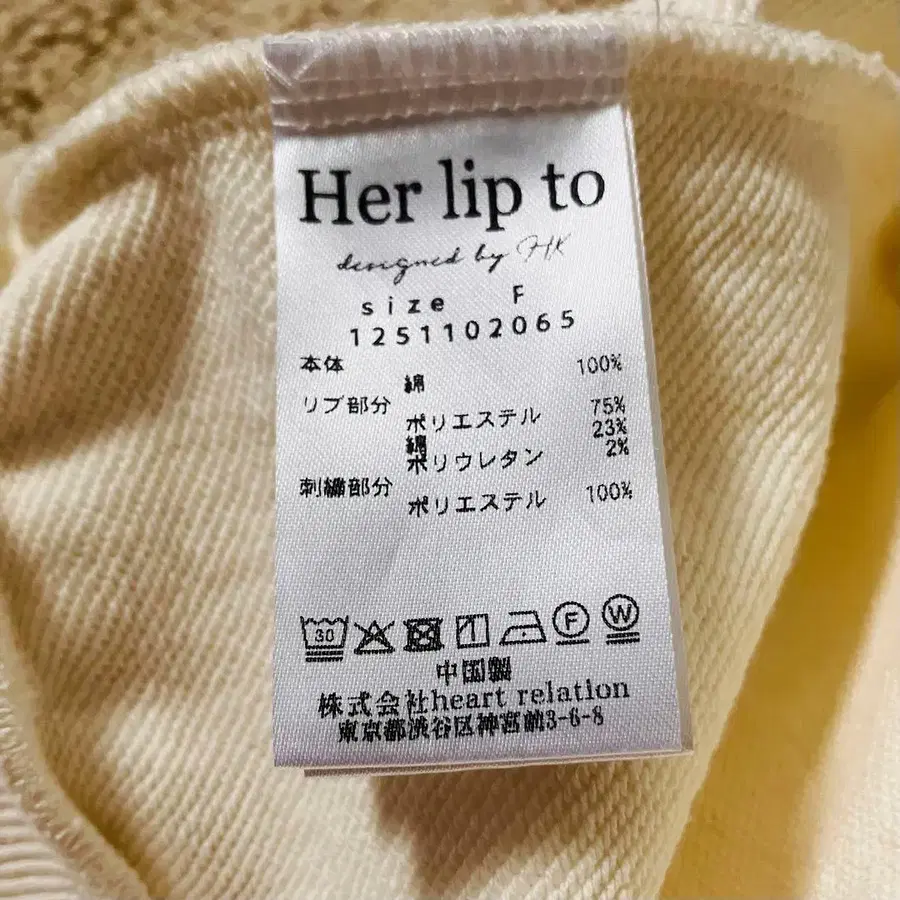 Her lip to
designed by HK
size F
1251102065
本体
綿 100%
リブ部分
ポリエステル 75%
綿 23%
ポリウレタン 2%
刺繍部分
ポリエステル 100%
30 F W
中国製
株式会社heart relation
東京都渋谷区神宮前3-6-8